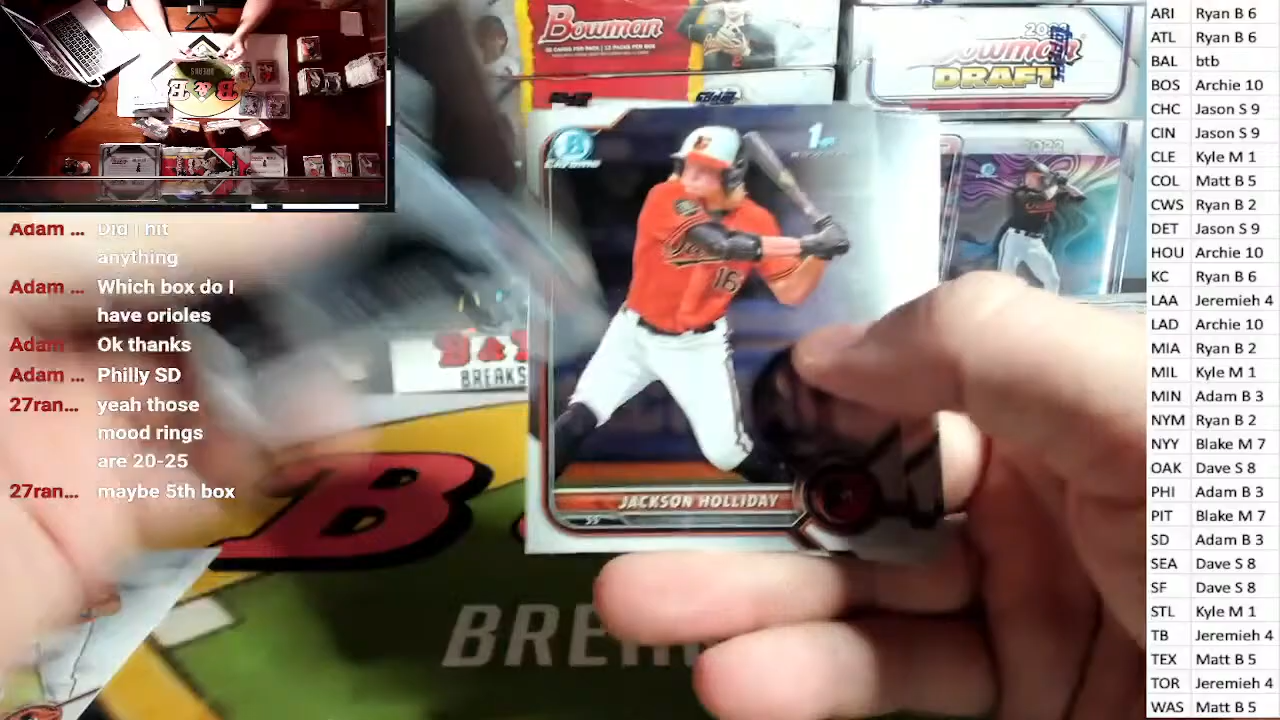 Adam ... Did I hit
anything
Adam ... Which box do I
have orioles
Adam Ok thanks
Adam ... Philly SD
27ran... yeah those
mood rings
are 20-25
27ran... maybe 5th box
Bowman
Bowman
DRAFT
2022
CHROME
1st
16
JACKSON HOLLIDAY
SS
BREAKS
B
BRE
B&B
BREAKS
ARI Ryan B 6
ATL Ryan B 6
BAL btb
BOS Archie 10
CHC Jason S 9
CIN Jason S 9
CLE Kyle M 1
COL Matt B 5
CWS Ryan B 2
DET Jason S 9
HOU Archie 10
KC Ryan B 6
LAA Jeremieh 4
LAD Archie 10
MIA Ryan B 2
MIL Kyle M 1
MIN Adam B 3
NYM Ryan B 2
NYY Blake M 7
OAK Dave S 8
PHI Adam B 3
PIT Blake M 7
SD Adam B 3
SEA Dave S 8
SF Dave S 8
STL Kyle M 1
TB Jeremieh 4
TEX Matt B 5
TOR Jeremieh 4
WAS Matt B 5